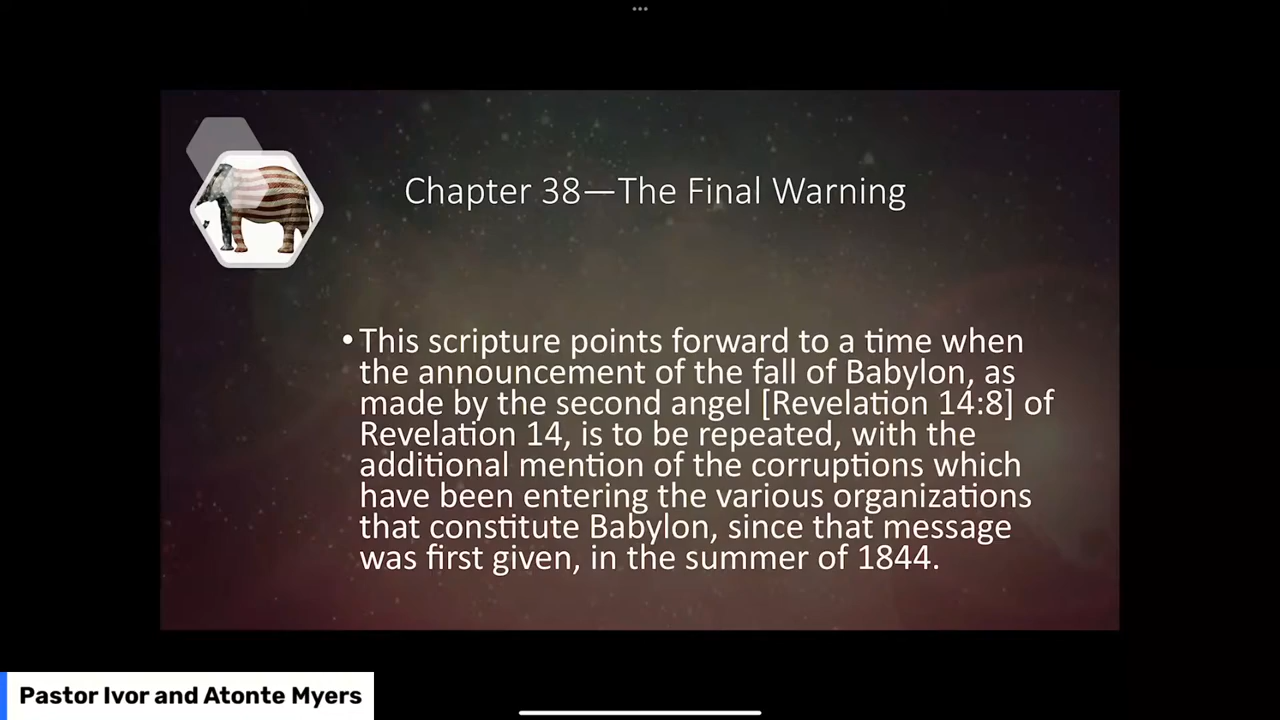 Chapter 38—The Final Warning
• This scripture points forward to a time when
the announcement of the fall of Babylon, as
made by the second angel [Revelation 14:8] of
Revelation 14, is to be repeated, with the
additional mention of the corruptions which
have been entering the various organizations
that constitute Babylon, since that message
was first given, in the summer of 1844.
Pastor Ivor and Atonte Myers